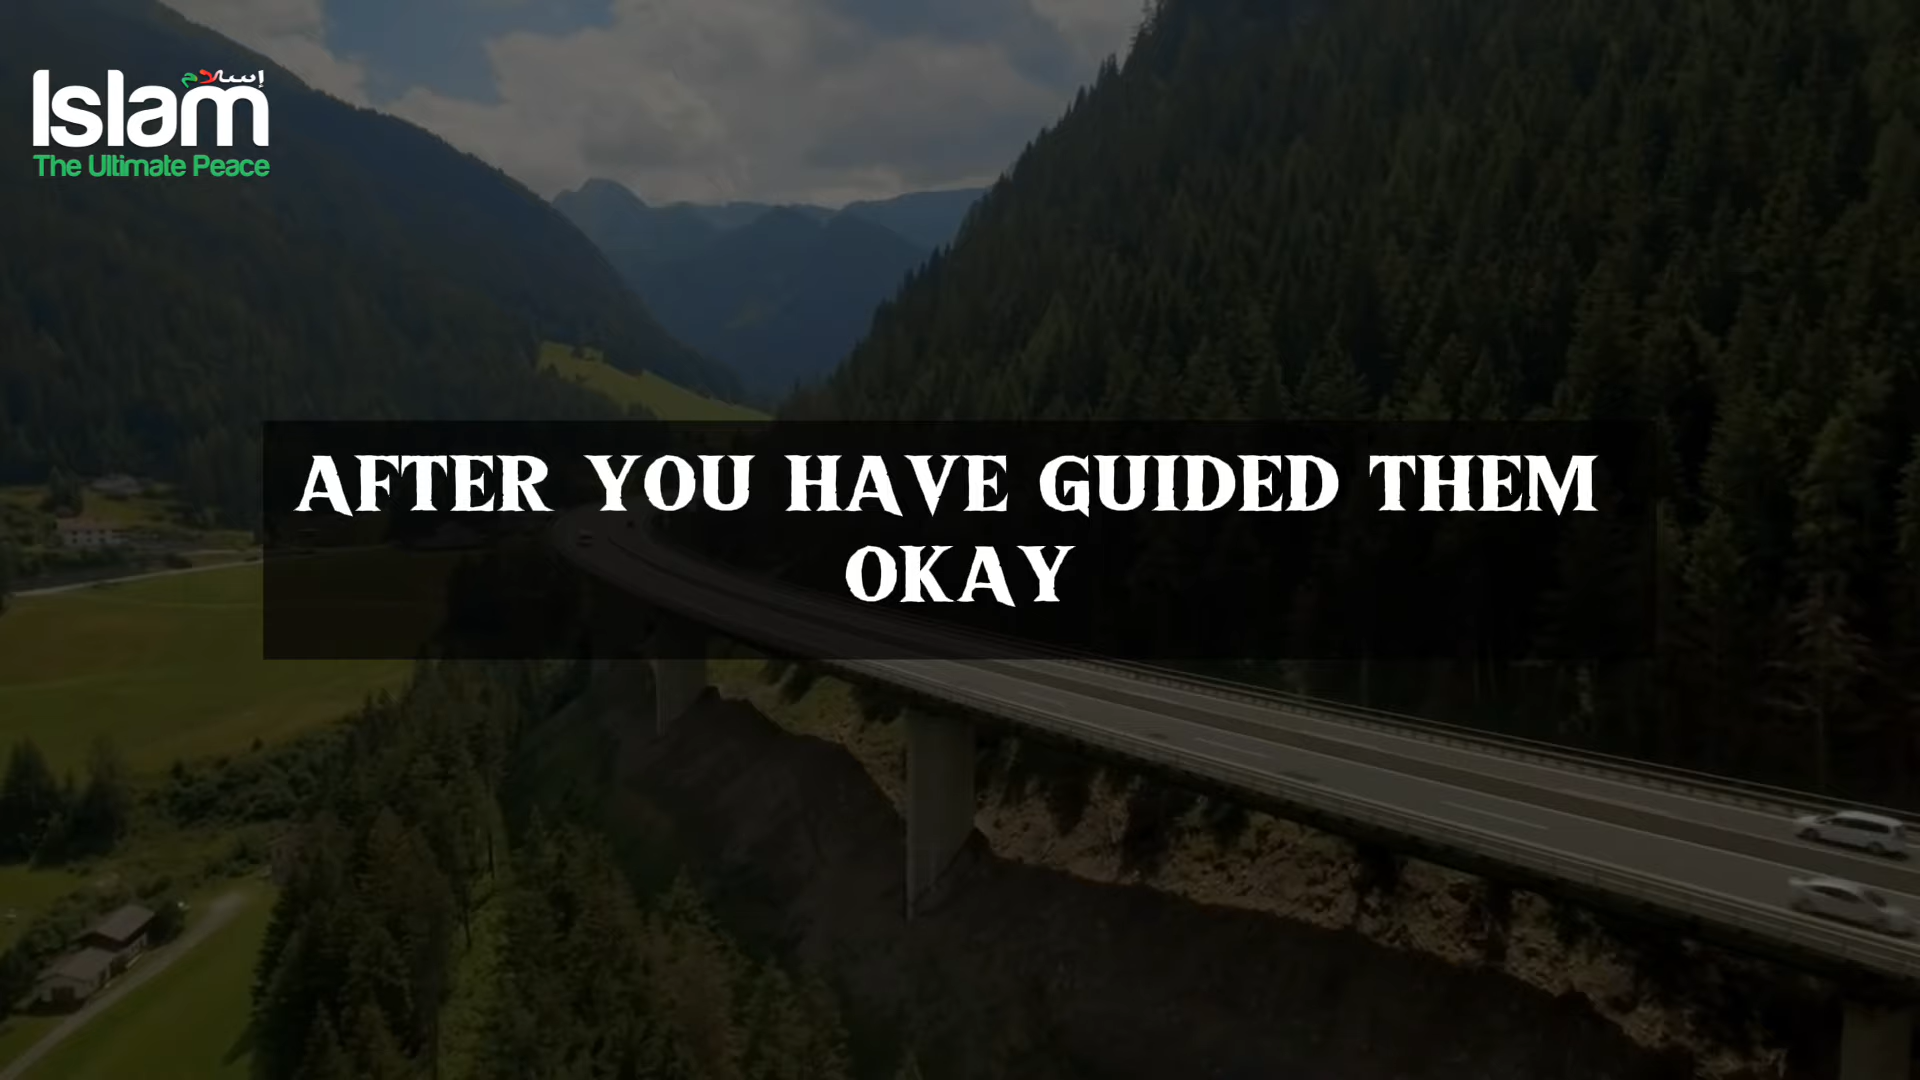 إسلام
Islam
The Ultimate Peace
AFTER YOU HAVE GUIDED THEM
OKAY